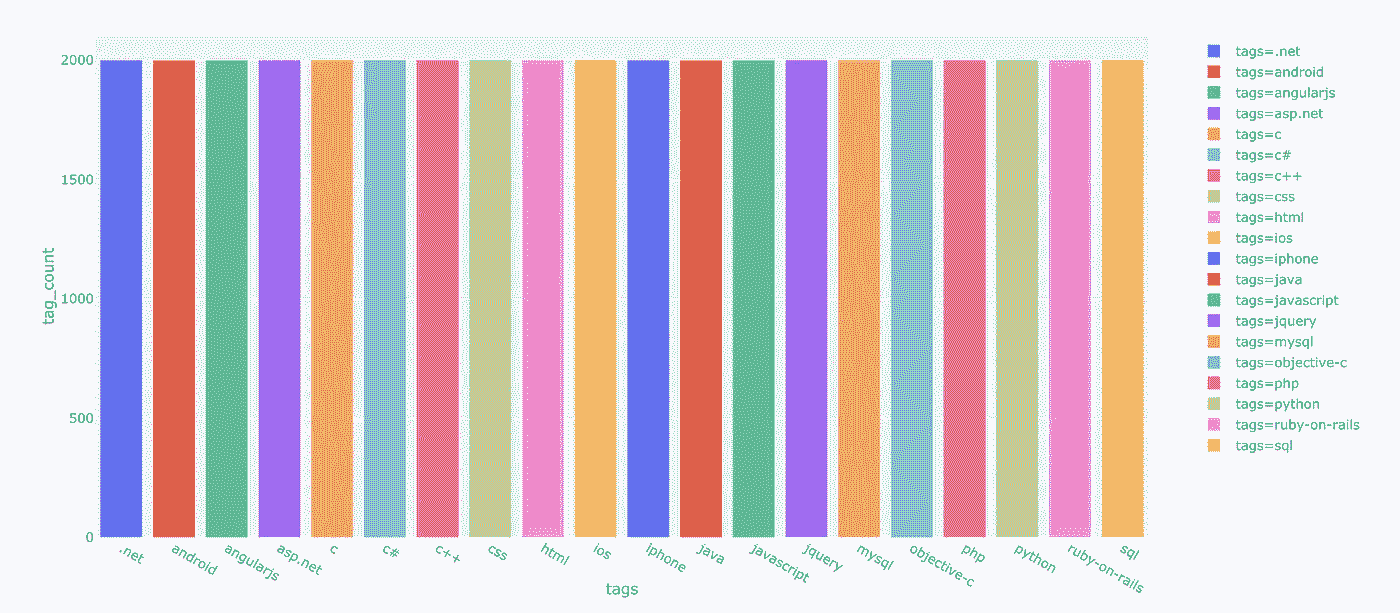 tag_count
2000
1500
1000
500
0
.net
android
angularjs
asp.net
c
c#
c++
css
html
ios
iphone
java
javascript
jquery
mysql
objective-c
php
python
ruby-on-rails
sql
tags
tags=.net
tags=android
tags=angularjs
tags=asp.net
tags=c
tags=c#
tags=c++
tags=css
tags=html
tags=ios
tags=iphone
tags=java
tags=javascript
tags=jquery
tags=mysql
tags=objective-c
tags=php
tags=python
tags=ruby-on-rails
tags=sql